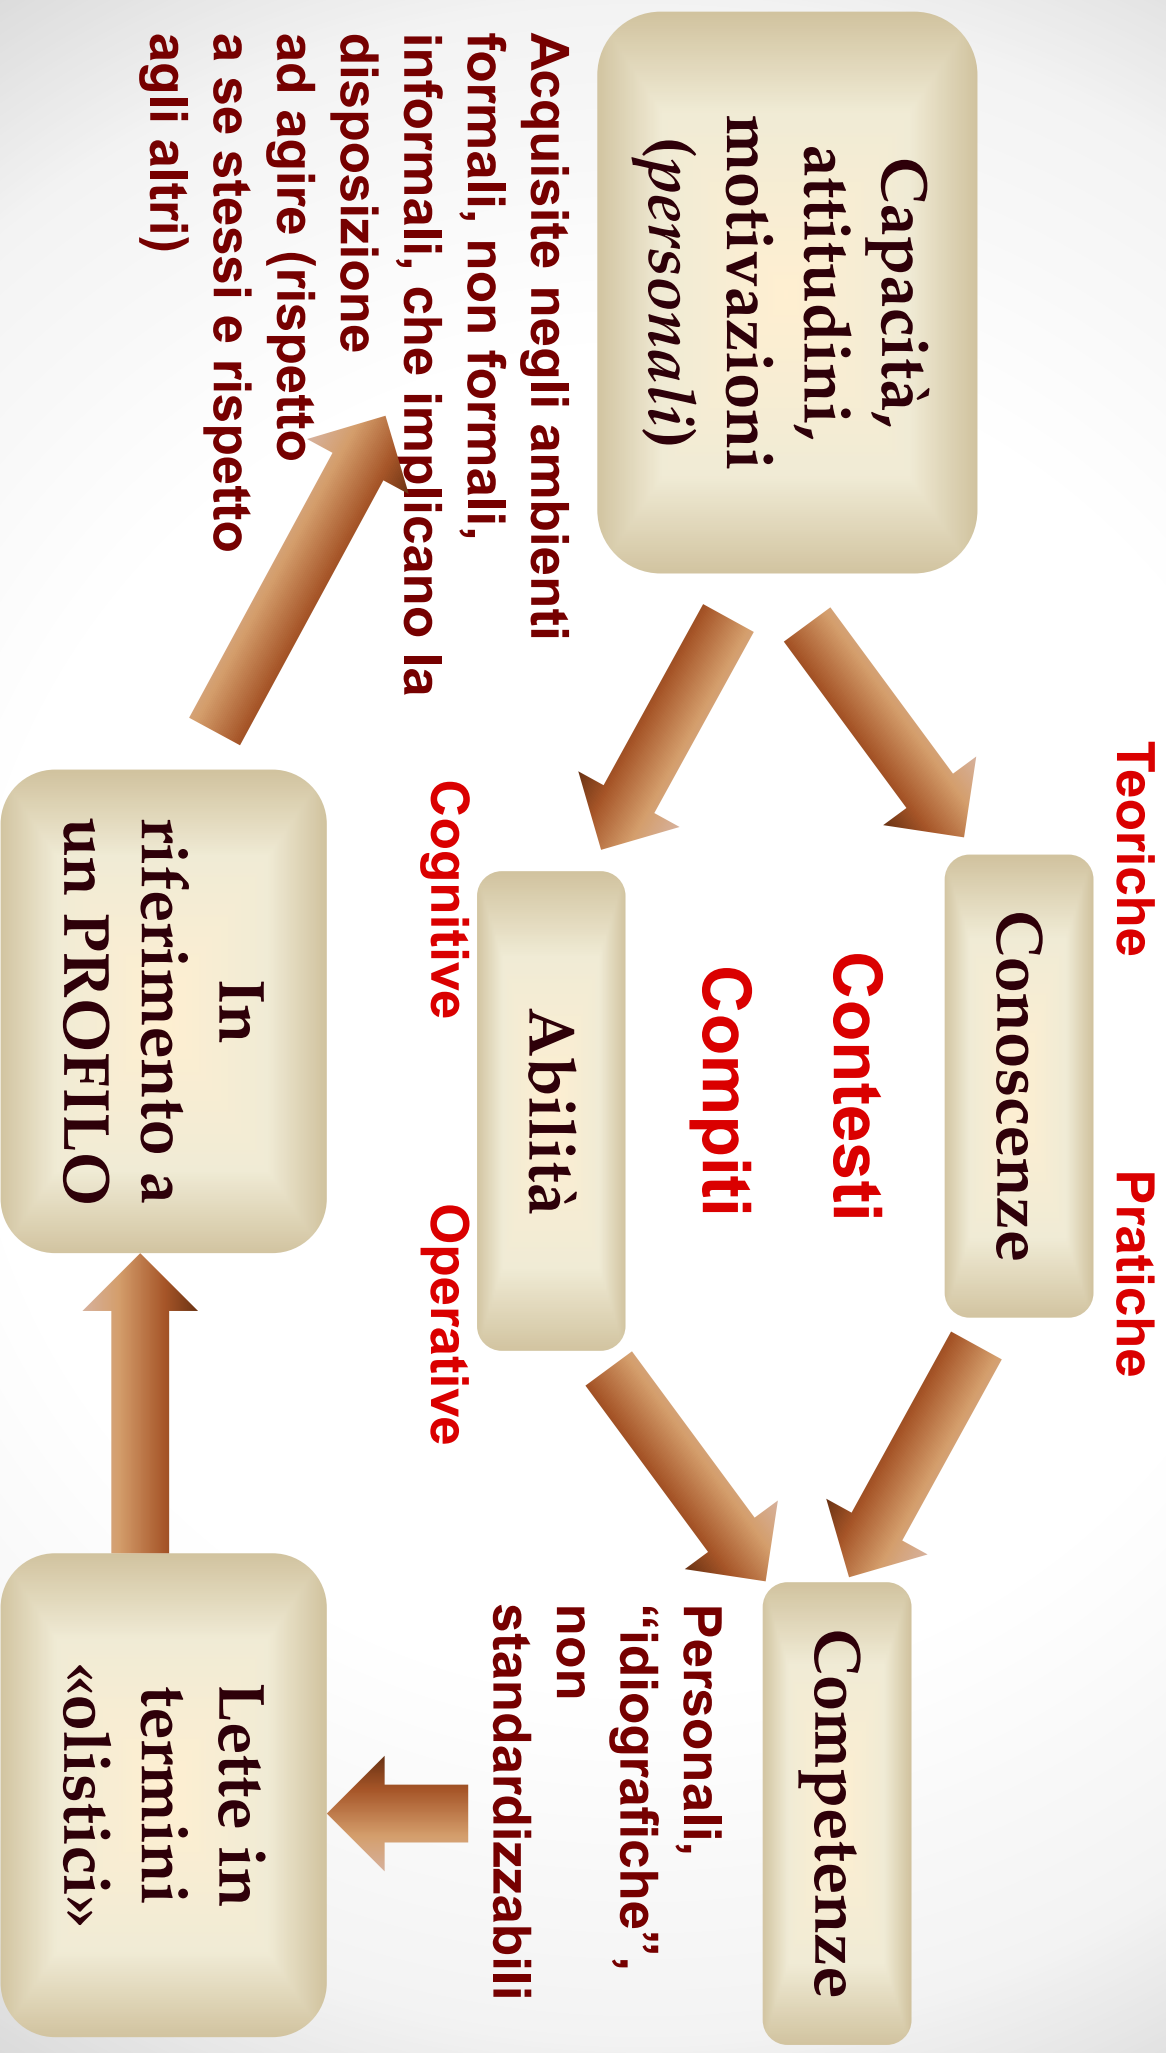 Teoriche
Pratiche
Conoscenze
Capacità,
attitudini,
motivazioni
(personali)
Contesti
Compiti
Competenze
Abilità
Cognitive
Operative
Personali,
“idiografiche”,
non
standardizzabili
Acquisite negli ambienti
formali, non formali,
informali, che implicano la
disposizione
ad agire (rispetto
a se stessi e rispetto
agli altri)
In
riferimento a
un PROFILO
Lette in
termini
«olistici»